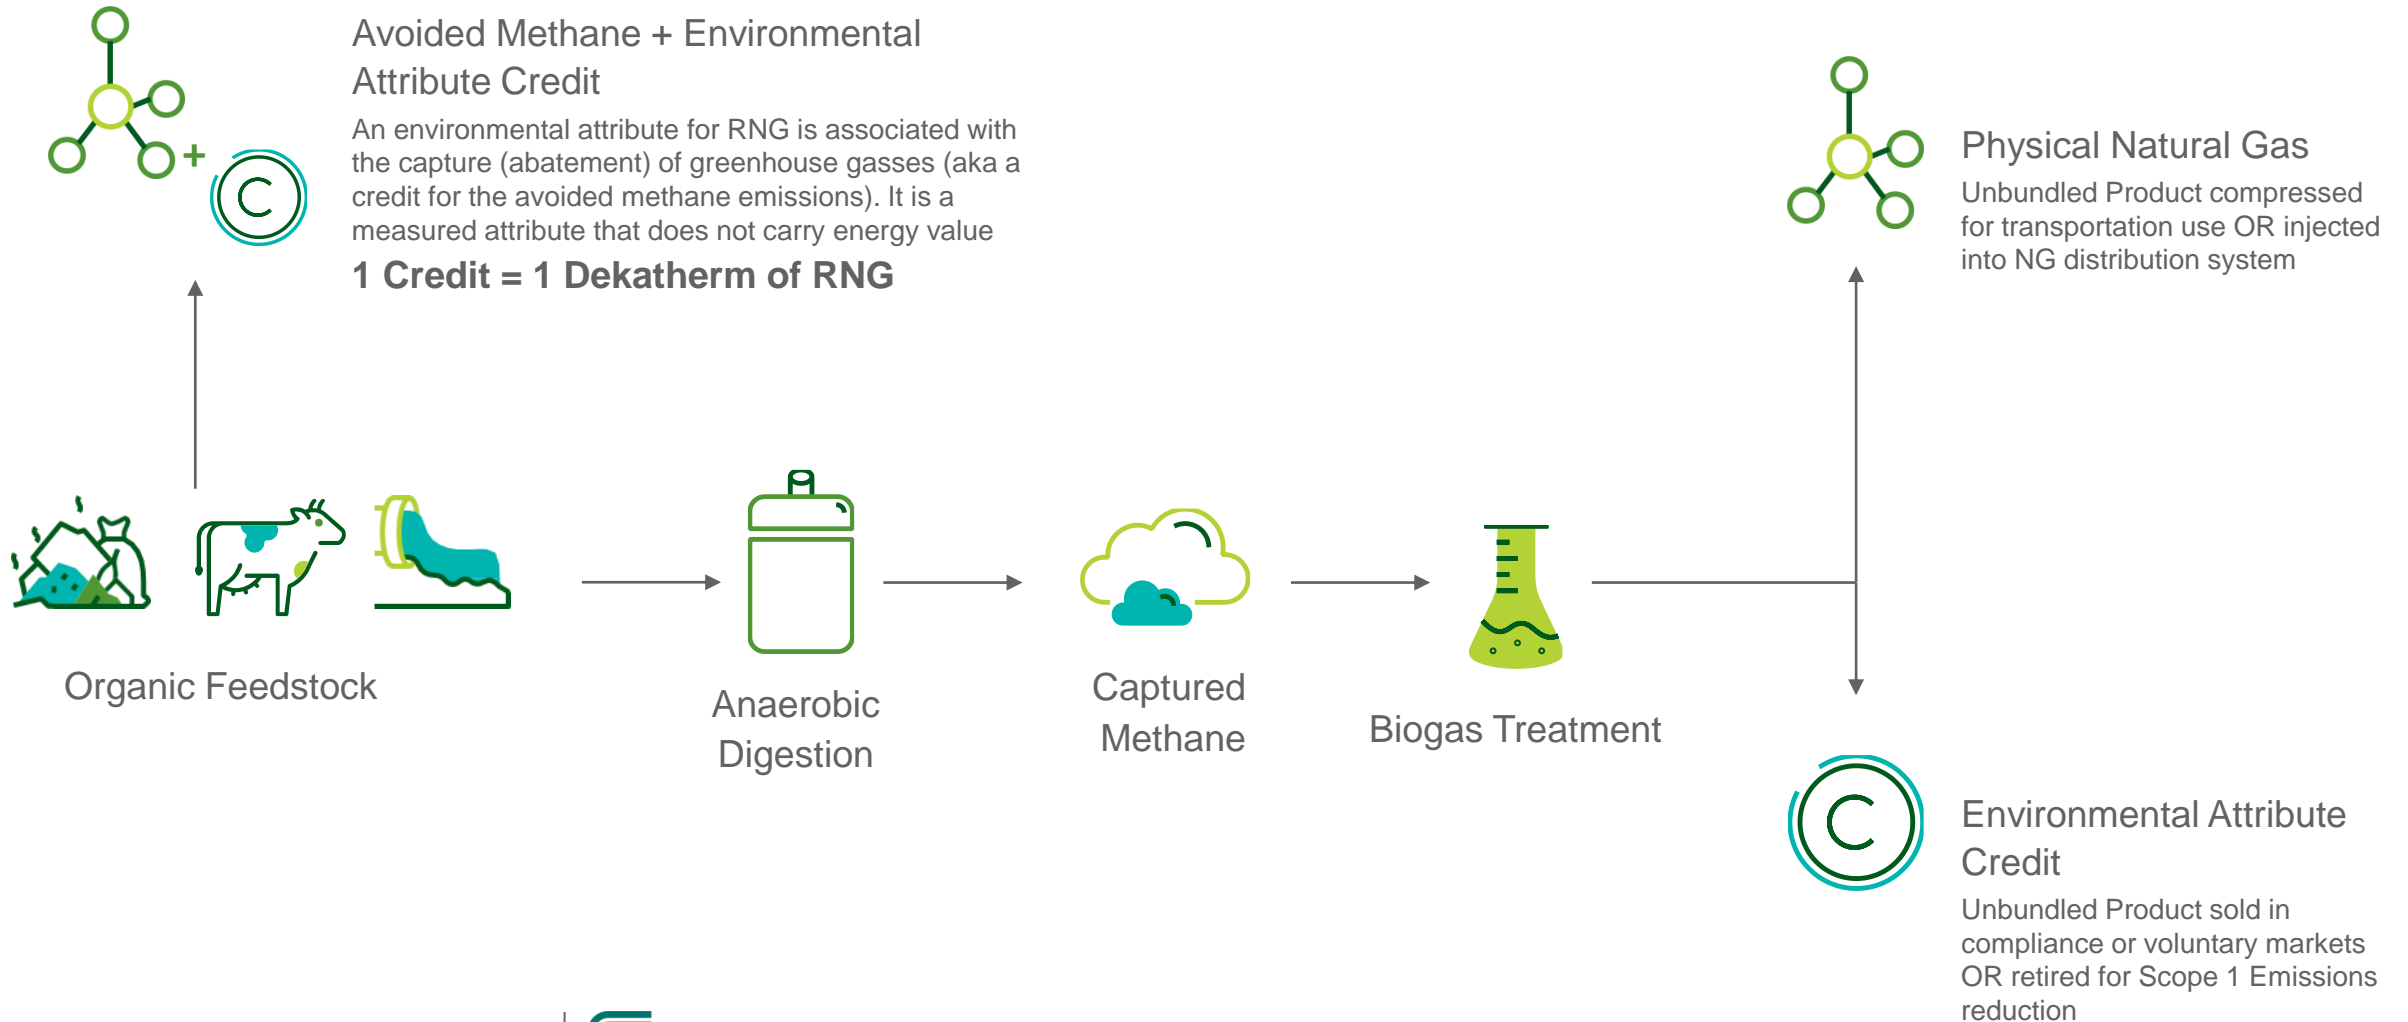 Avoided Methane + Environmental
Attribute Credit
An environmental attribute for RNG is associated with
the capture (abatement) of greenhouse gasses (aka a
credit for the avoided methane emissions). It is a
measured attribute that does not carry energy value
1 Credit = 1 Dekatherm of RNG
Physical Natural Gas
Unbundled Product compressed
for transportation use OR injected
into NG distribution system
Organic Feedstock
Anaerobic
Digestion
Captured
Methane
Biogas Treatment
Environmental Attribute
Credit
Unbundled Product sold in
compliance or voluntary markets
OR retired for Scope 1 Emissions
reduction